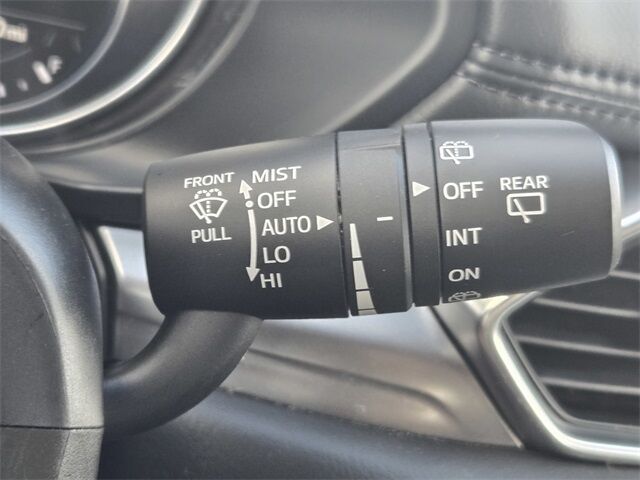 FRONT
PULL
MIST
OFF
AUTO
LO
HI
OFF
INT
ON
REAR